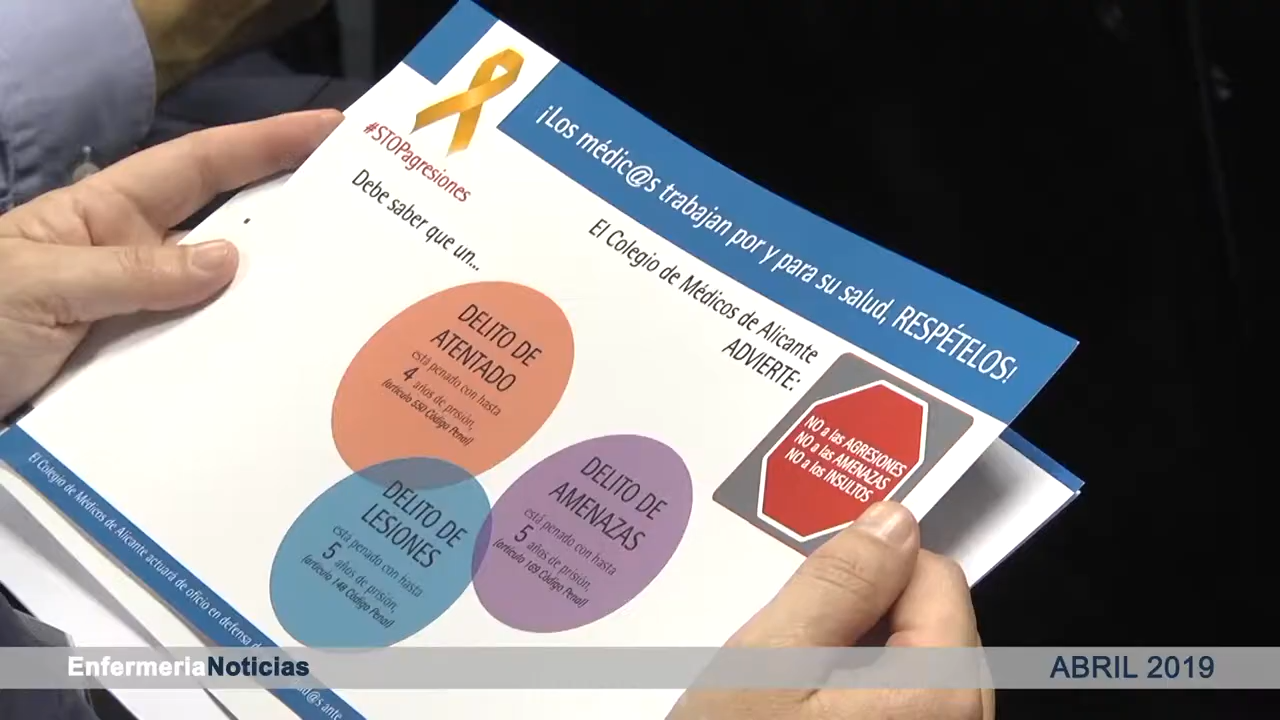 ¡Los médic@s trabajan por y para su salud, RESPÉTELOS!
#STOPagresiones
Debe saber que un...
El Colegio de Médicos de Alicante
ADVIERTE:
NO a las AGRESIONES
NO a las AMENAZAS
NO a los INSULTOS
DELITO DE
ATENTADO
está penado con hasta
4 años de prisión,
(artículo 550 Código Penal)
DELITO DE
LESIONES
está penado con hasta
5 años de prisión,
(artículo 148 Código Penal)
DELITO DE
AMENAZAS
está penado con hasta
5 años de prisión,
(artículo 169 Código Penal)
El Colegio de Médicos de Alicante actuará de oficio en defensa
EnfermeriaNoticias
ABRIL 2019